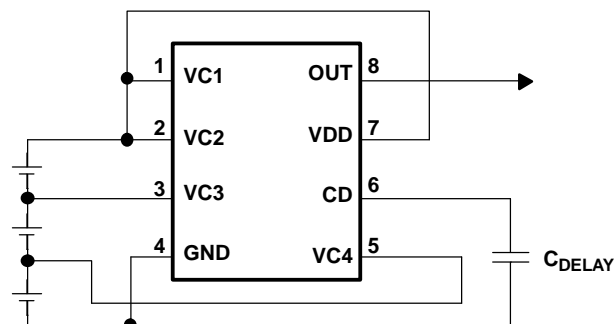 1 VC1 OUT 8
2 VC2 VDD 7
3 VC3 CD 6
4 GND VC4 5
CDELAY